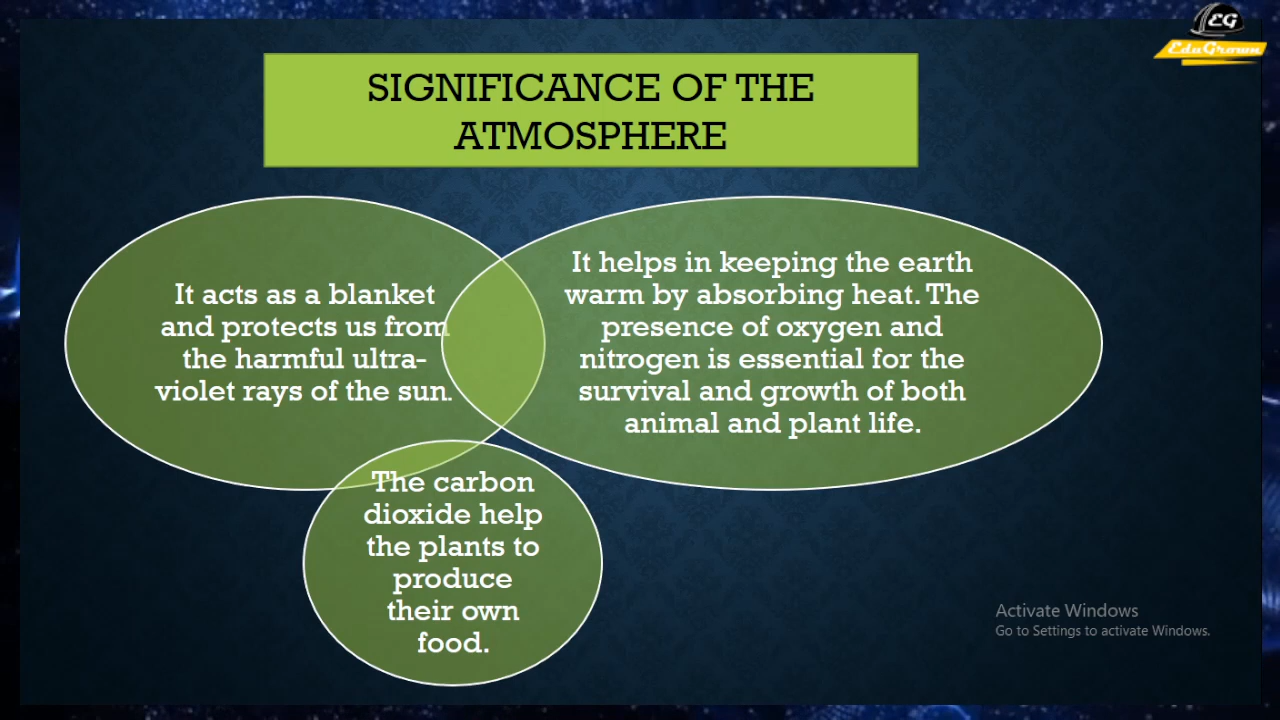 EG
EduGrown
SIGNIFICANCE OF THE
ATMOSPHERE
It acts as a blanket
and protects us from
the harmful ultra-
violet rays of the sun.
It helps in keeping the earth
warm by absorbing heat. The
presence of oxygen and
nitrogen is essential for the
survival and growth of both
animal and plant life.
The carbon
dioxide help
the plants to
produce
their own
food.
Activate Windows
Go to Settings to activate Windows.